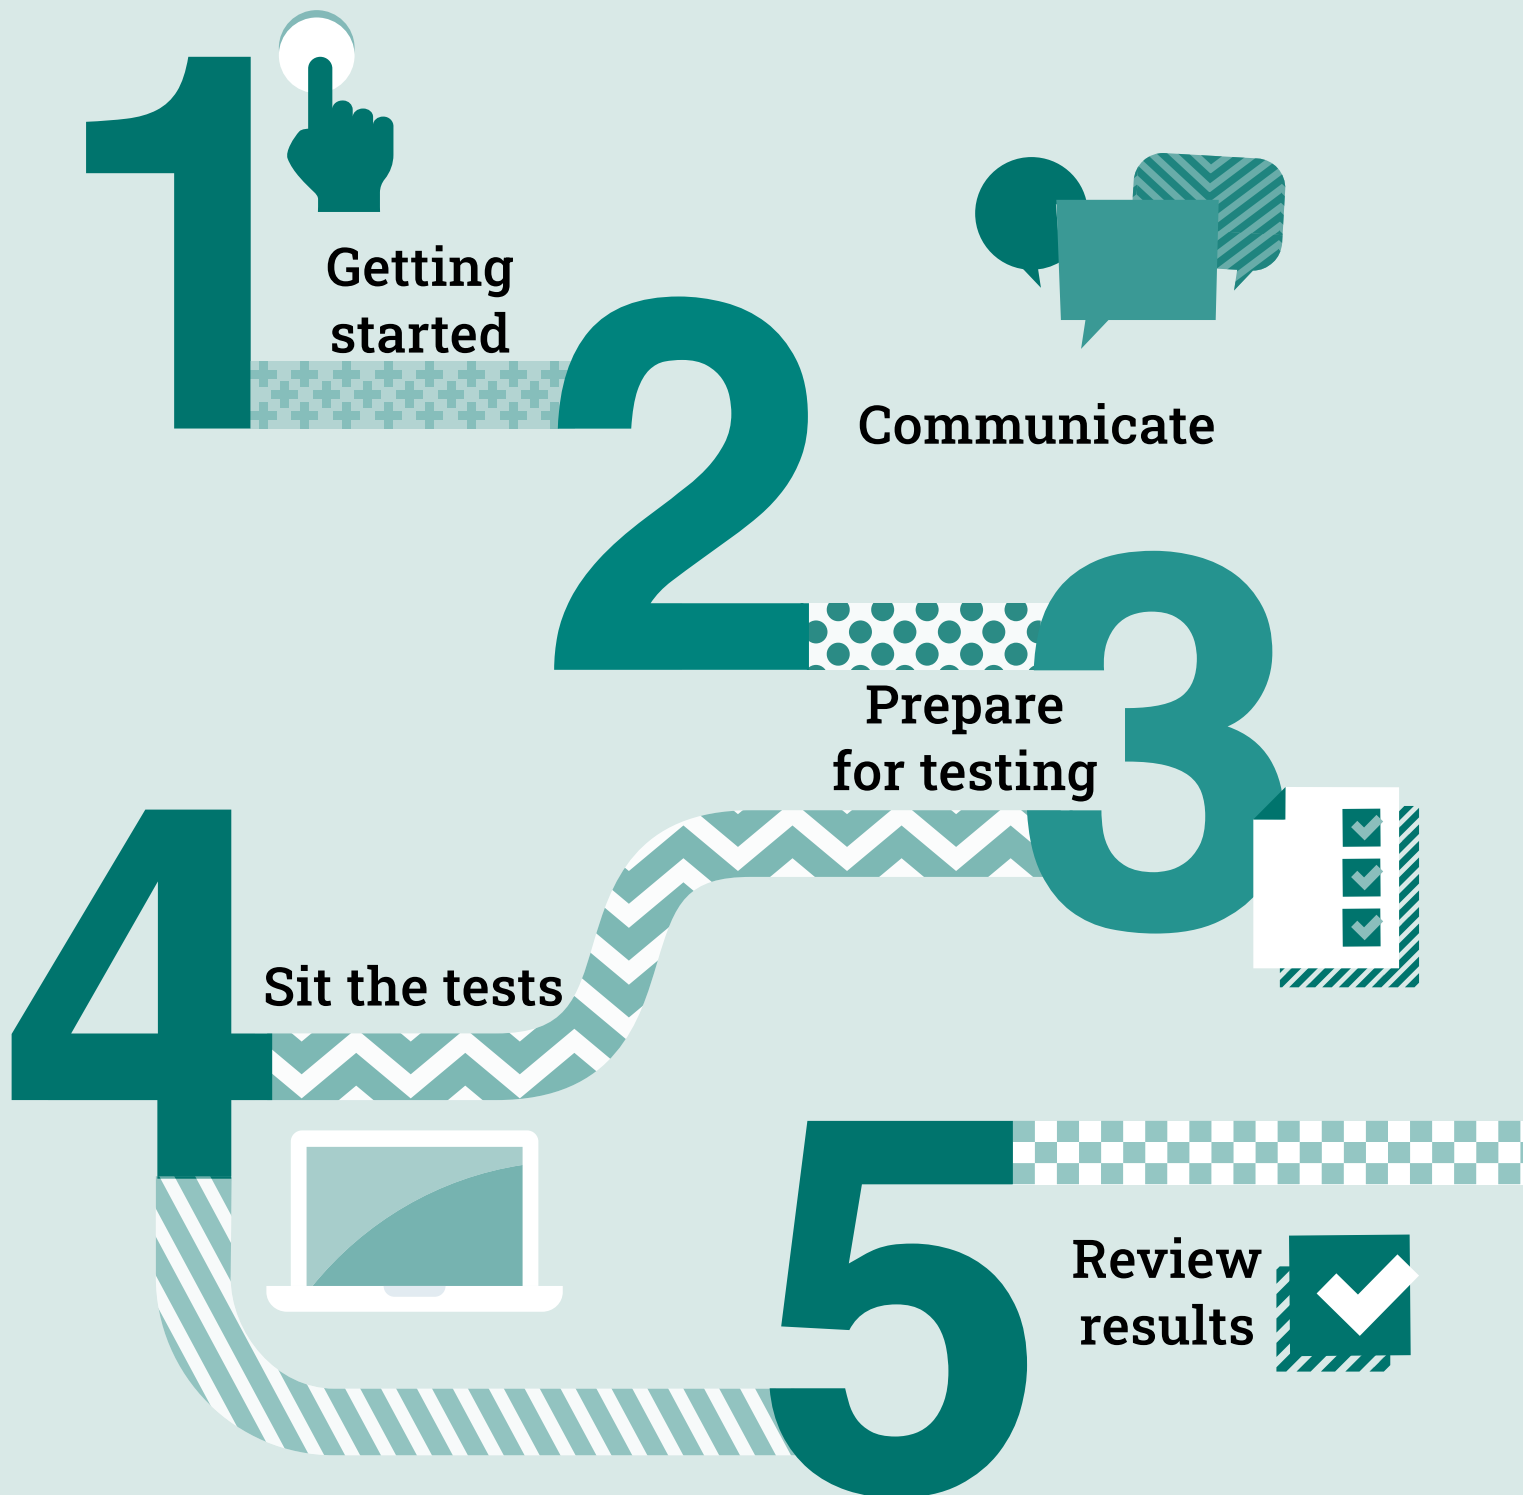 1
Getting
started
2
Communicate
3
Prepare
for testing
4
Sit the tests
5
Review
results